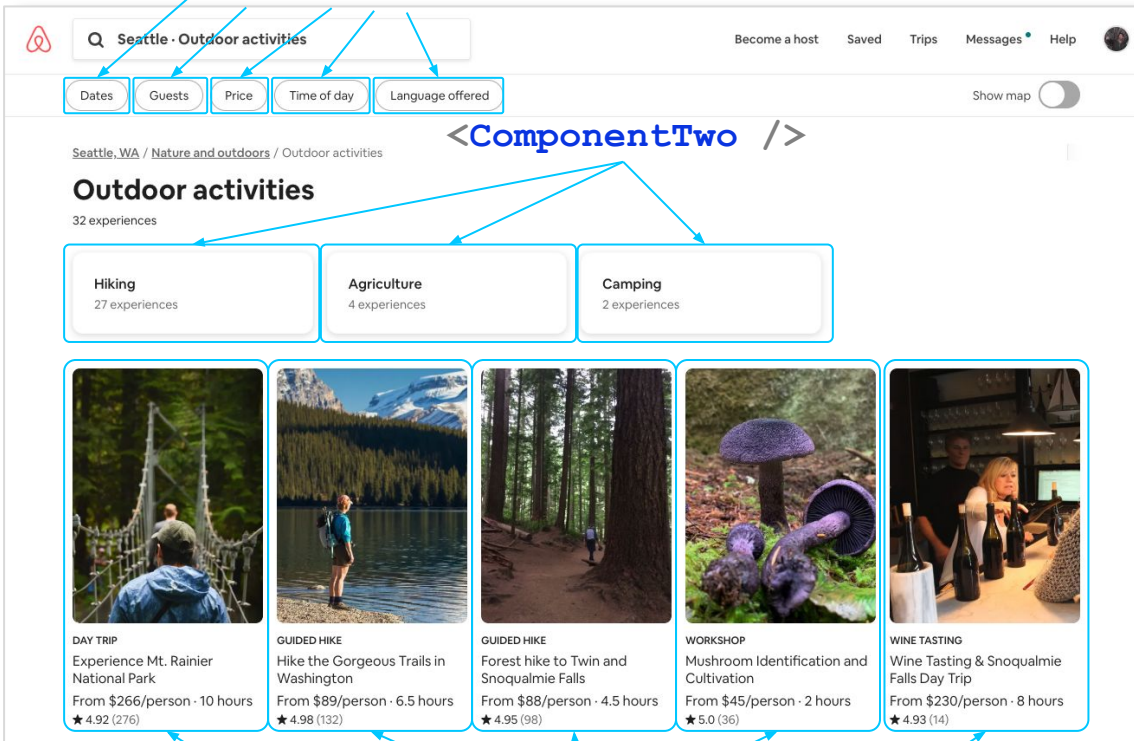 Seattle · Outdoor activities
Become a host Saved Trips Messages Help
Dates Guests Price Time of day Language offered Show map
<ComponentTwo />
Seattle, WA / Nature and outdoors / Outdoor activities
Outdoor activities
32 experiences
Hiking Agriculture Camping
27 experiences 4 experiences 2 experiences
DAY TRIP
Experience Mt. Rainier
National Park
From $266/person · 10 hours
★ 4.92 (276)
GUIDED HIKE
Hike the Gorgeous Trails in
Washington
From $89/person · 6.5 hours
★ 4.98 (132)
GUIDED HIKE
Forest hike to Twin and
Snoqualmie Falls
From $88/person · 4.5 hours
★ 4.95 (98)
WORKSHOP
Mushroom Identification and
Cultivation
From $45/person · 2 hours
★ 5.0 (36)
WINE TASTING
Wine Tasting & Snoqualmie
Falls Day Trip
From $230/person · 8 hours
★ 4.93 (14)